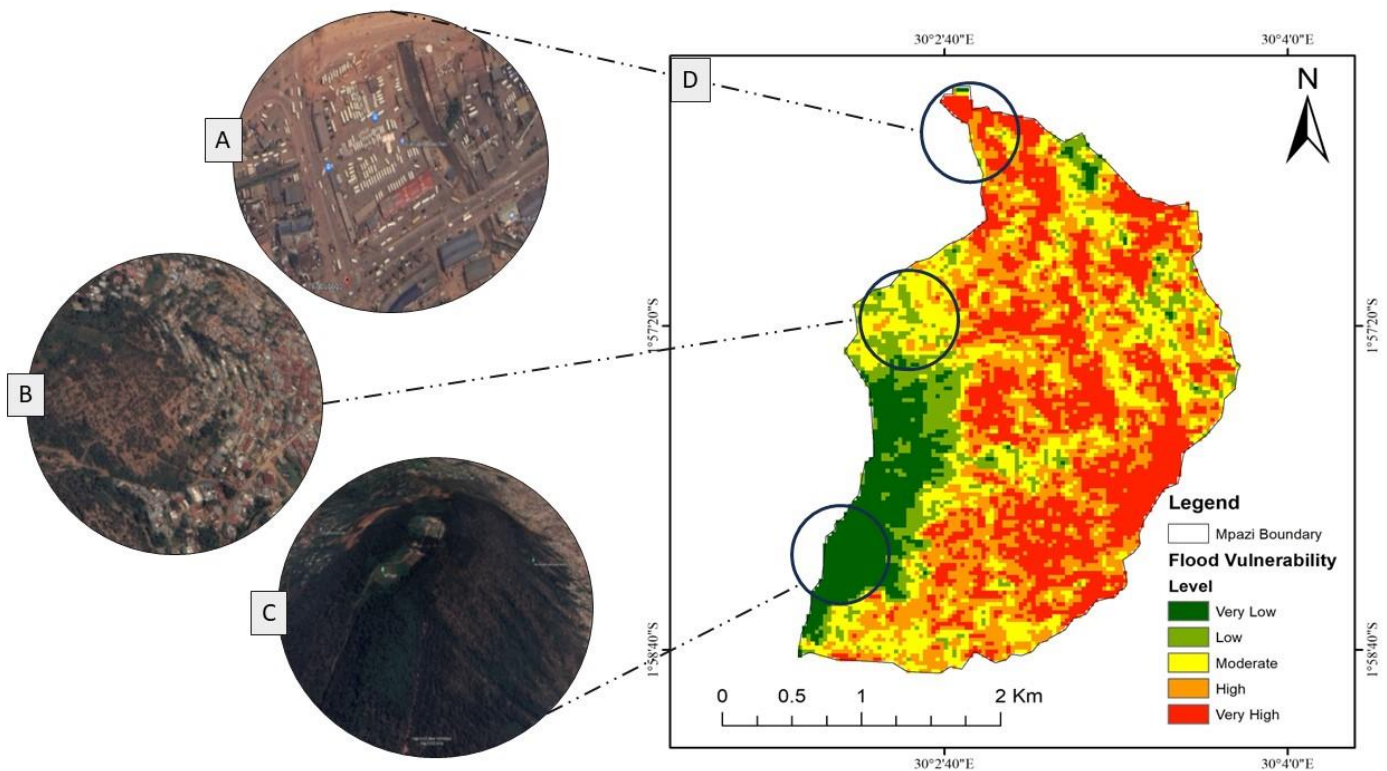 A
B
C
D
30°2'40"E
30°4'0"E
N
1°57'20"S
1°57'20"S
1°58'40"S
1°58'40"S
Legend
Mpazi Boundary
Flood Vulnerability
Level
Very Low
Low
Moderate
High
Very High
0 0.5 1 2 Km
30°2'40"E
30°4'0"E